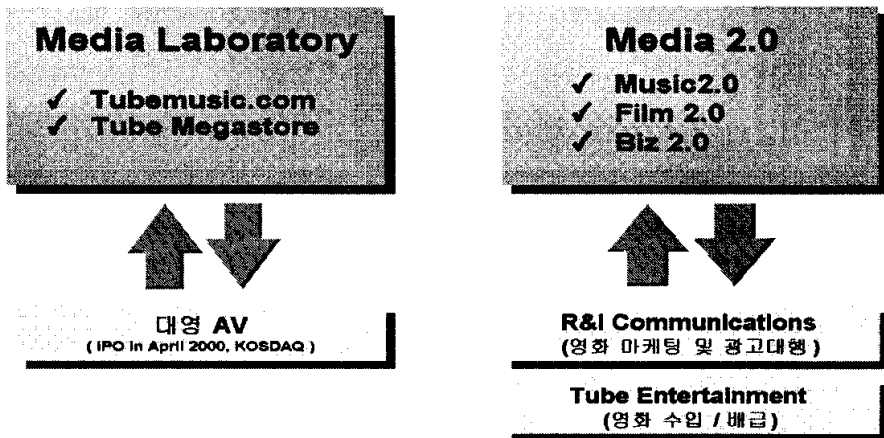 Media Laboratory
✓ Tubemusic.com
✓ Tube Megastore
대영 AV
( IPO in April 2000, KOSDAQ )
Media 2.0
✓ Music2.0
✓ Film 2.0
✓ Biz 2.0
R&I Communications
(영화 마케팅 및 광고대행)
Tube Entertainment
(영화 수입 / 배급)